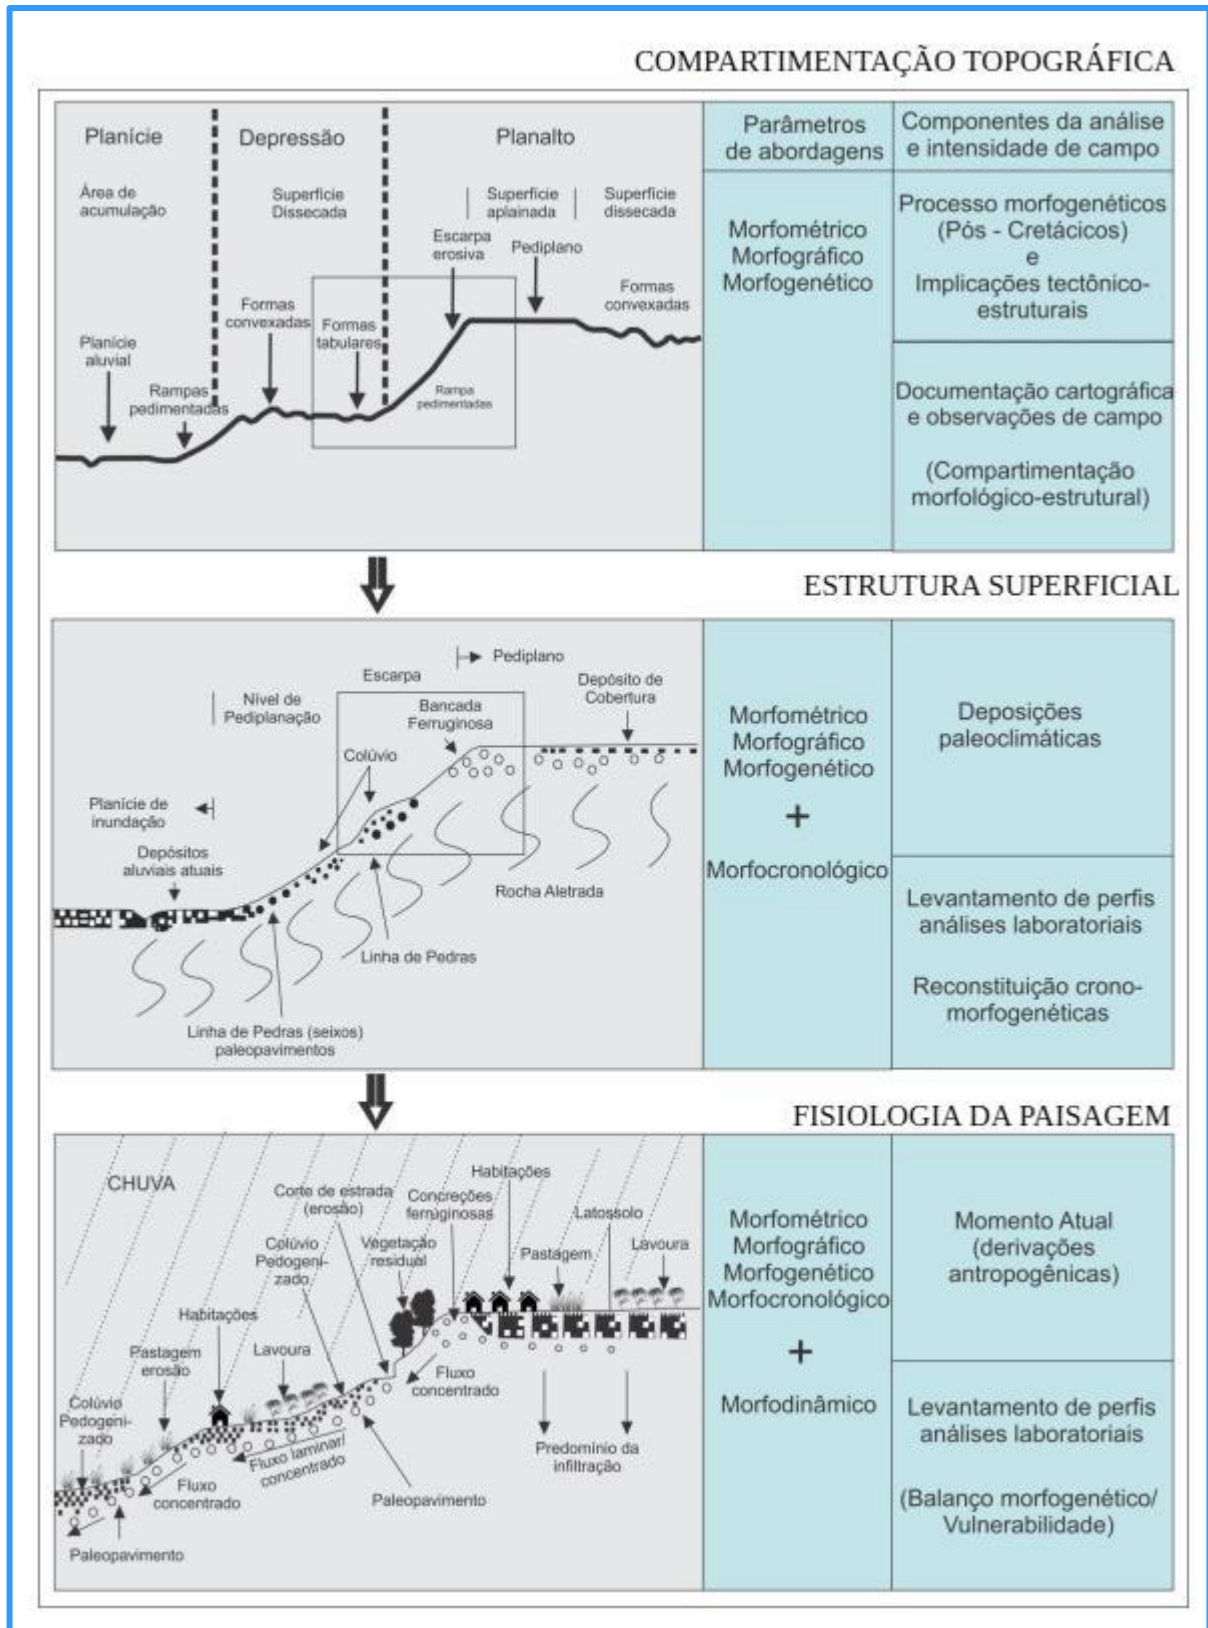 COMPARTIMENTAÇÃO TOPOGRÁFICA
Planície
Depressão
Planalto
Área de
acumulação
Superfície
Dissecada
Superfície
aplainada
Superfície
dissecada
Escarpa
erosiva
Pediplano
Formas
convexadas
Formas
convexadas
Formas
tabulares
Planície
aluvial
Rampas
pedimentadas
Rampa
pedimentadas
Parâmetros
de abordagens
Componentes da análise
e intensidade de campo
Morfométrico
Morfográfico
Morfogenético
Processo morfogenéticos
(Pós - Cretácicos)
e
Implicações tectônico-
estruturais
Documentação cartográfica
e observações de campo
(Compartimentação
morfológico-estrutural)
ESTRUTURA SUPERFICIAL
Pediplano
Escarpa
Depósito de
Cobertura
Nível de
Pediplanação
Bancada
Ferruginosa
Colúvio
Planície de
inundação
Depósitos
aluviais atuais
Rocha Aletrada
Linha de Pedras
Linha de Pedras (seixos)
paleopavimentos
Morfométrico
Morfográfico
Morfogenético
+
Morfocronológico
Deposições
paleoclimáticas
Levantamento de perfis
análises laboratoriais
Reconstituição crono-
morfogenéticas
FISIOLOGIA DA PAISAGEM
CHUVA
Habitações
Corte de estrada
(erosão)
Concreções
ferrúginosas
Latossolo
Colúvio
Pedogeni-
zado
Vegetação
residual
Pastagem
Lavoura
Habitações
Pastagem
erosão
Lavoura
Colúvio
Pedogeni-
zado
Fluxo
concentrado
Fluxo laminar/
concentrado
Fluxo
concentrado
Predomínio da
infiltração
Paleopavimento
Paleopavimento
Morfométrico
Morfográfico
Morfogenético
Morfocronológico
+
Morfodinâmico
Momento Atual
(derivações
antropogênicas)
Levantamento de perfis
análises laboratoriais
(Balanço morfogenético/
Vulnerabilidade)